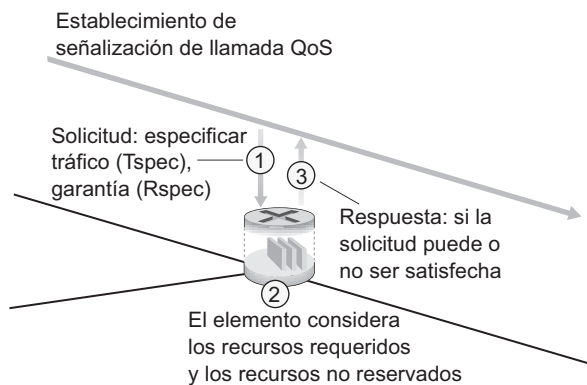 Establecimiento de
señalización de llamada QoS
Solicitud: especificar
tráfico (Tspec),
garantía (Rspec)
1
3
Respuesta: si la
solicitud puede o
no ser satisfecha
2
El elemento considera
los recursos requeridos
y los recursos no reservados